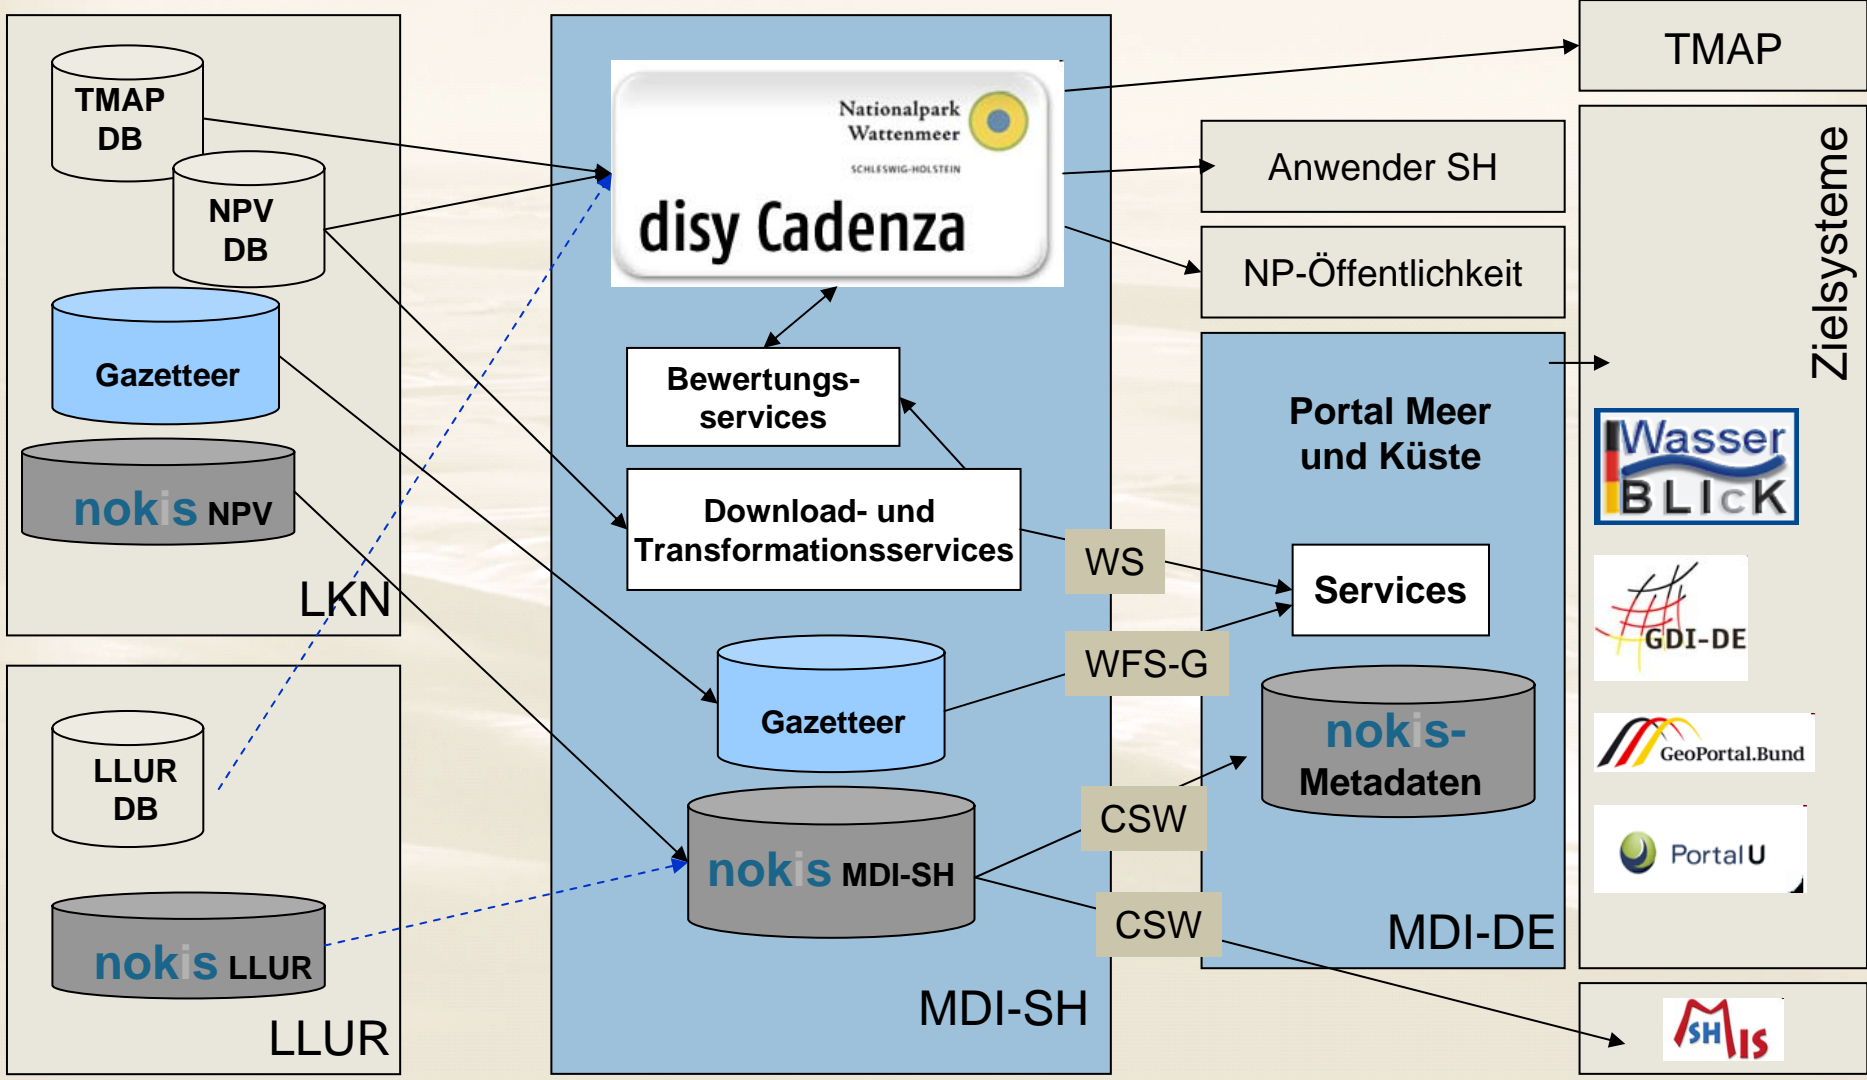 TMAP
DB
NPV
DB
Gazetteer
nokis NPV
LKN
LLUR
DB
nokis LLUR
LLUR
Nationalpark
Wattenmeer
SCHLESWIG-HOLSTEIN
disy Cadenza
Bewertungs-
services
Download- und
Transformationsservices
Gazetteer
nokis MDI-SH
MDI-SH
WS
WFS-G
CSW
CSW
TMAP
Anwender SH
NP-Öffentlichkeit
Portal Meer
und Küste
Services
nokis-
Metadaten
MDI-DE
Zielsysteme
Wasser
BLIcK
GDI-DE
GeoPortal.Bund
Portal U
SH MIS